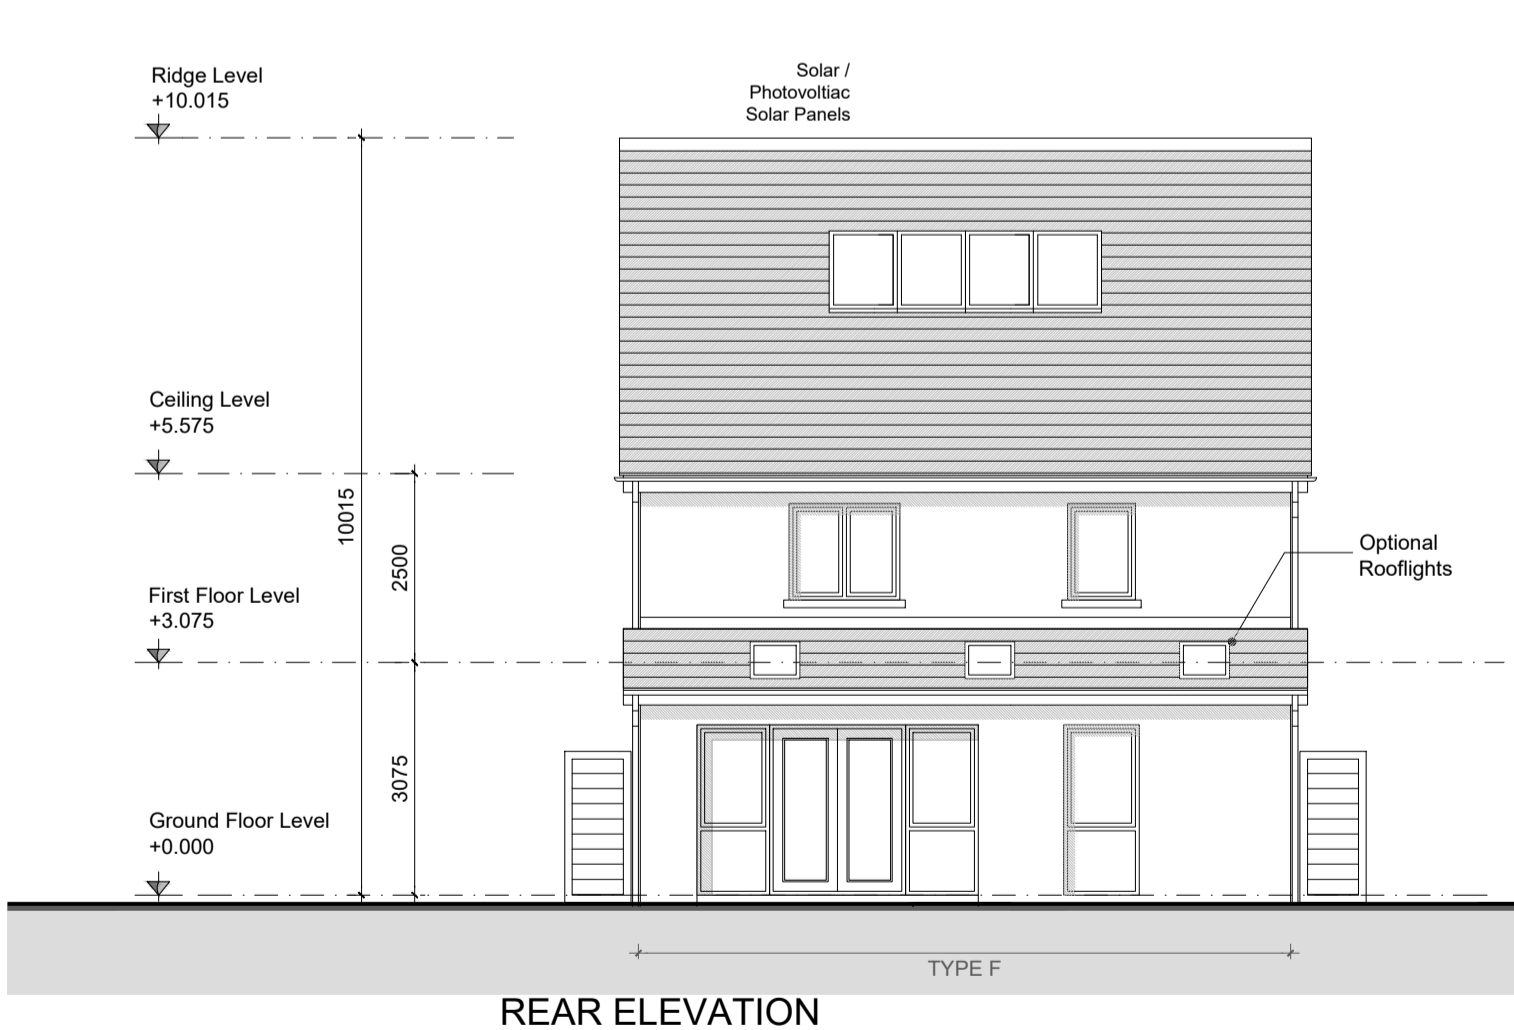 Ridge Level
+10.015
Solar /
Photovoltiac
Solar Panels
Ceiling Level
+5.575
10015
2500
First Floor Level
+3.075
Optional
Rooflights
3075
Ground Floor Level
+0.000
TYPE F
REAR ELEVATION